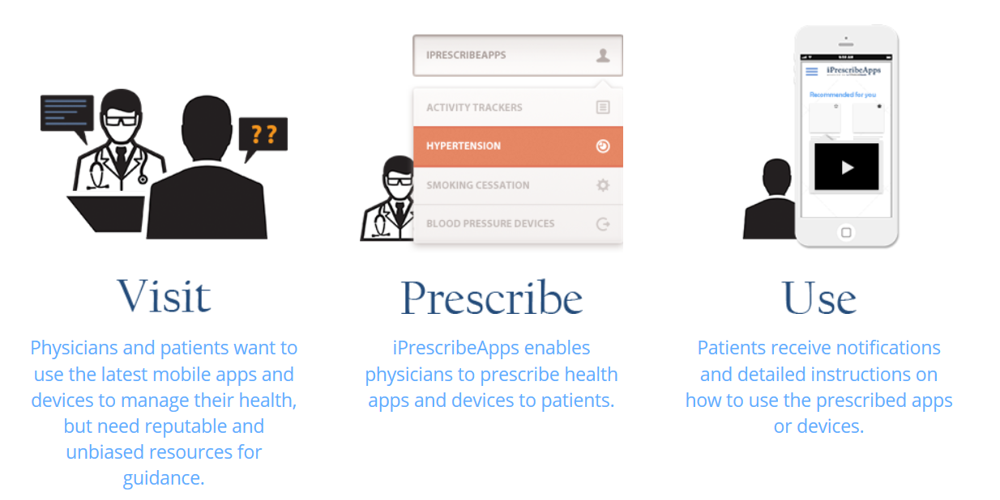 ??
IPRESCRIBEAPPS
ACTIVITY TRACKERS
HYPERTENSION
SMOKING CESSATION
BLOOD PRESSURE DEVICES
iPrescribeApps
Recommended for you
Visit
Physicians and patients want to
use the latest mobile apps and
devices to manage their health,
but need reputable and
unbiased resources for
guidance.
Prescribe
iPrescribeApps enables
physicians to prescribe health
apps and devices to patients.
Use
Patients receive notifications
and detailed instructions on
how to use the prescribed apps
or devices.